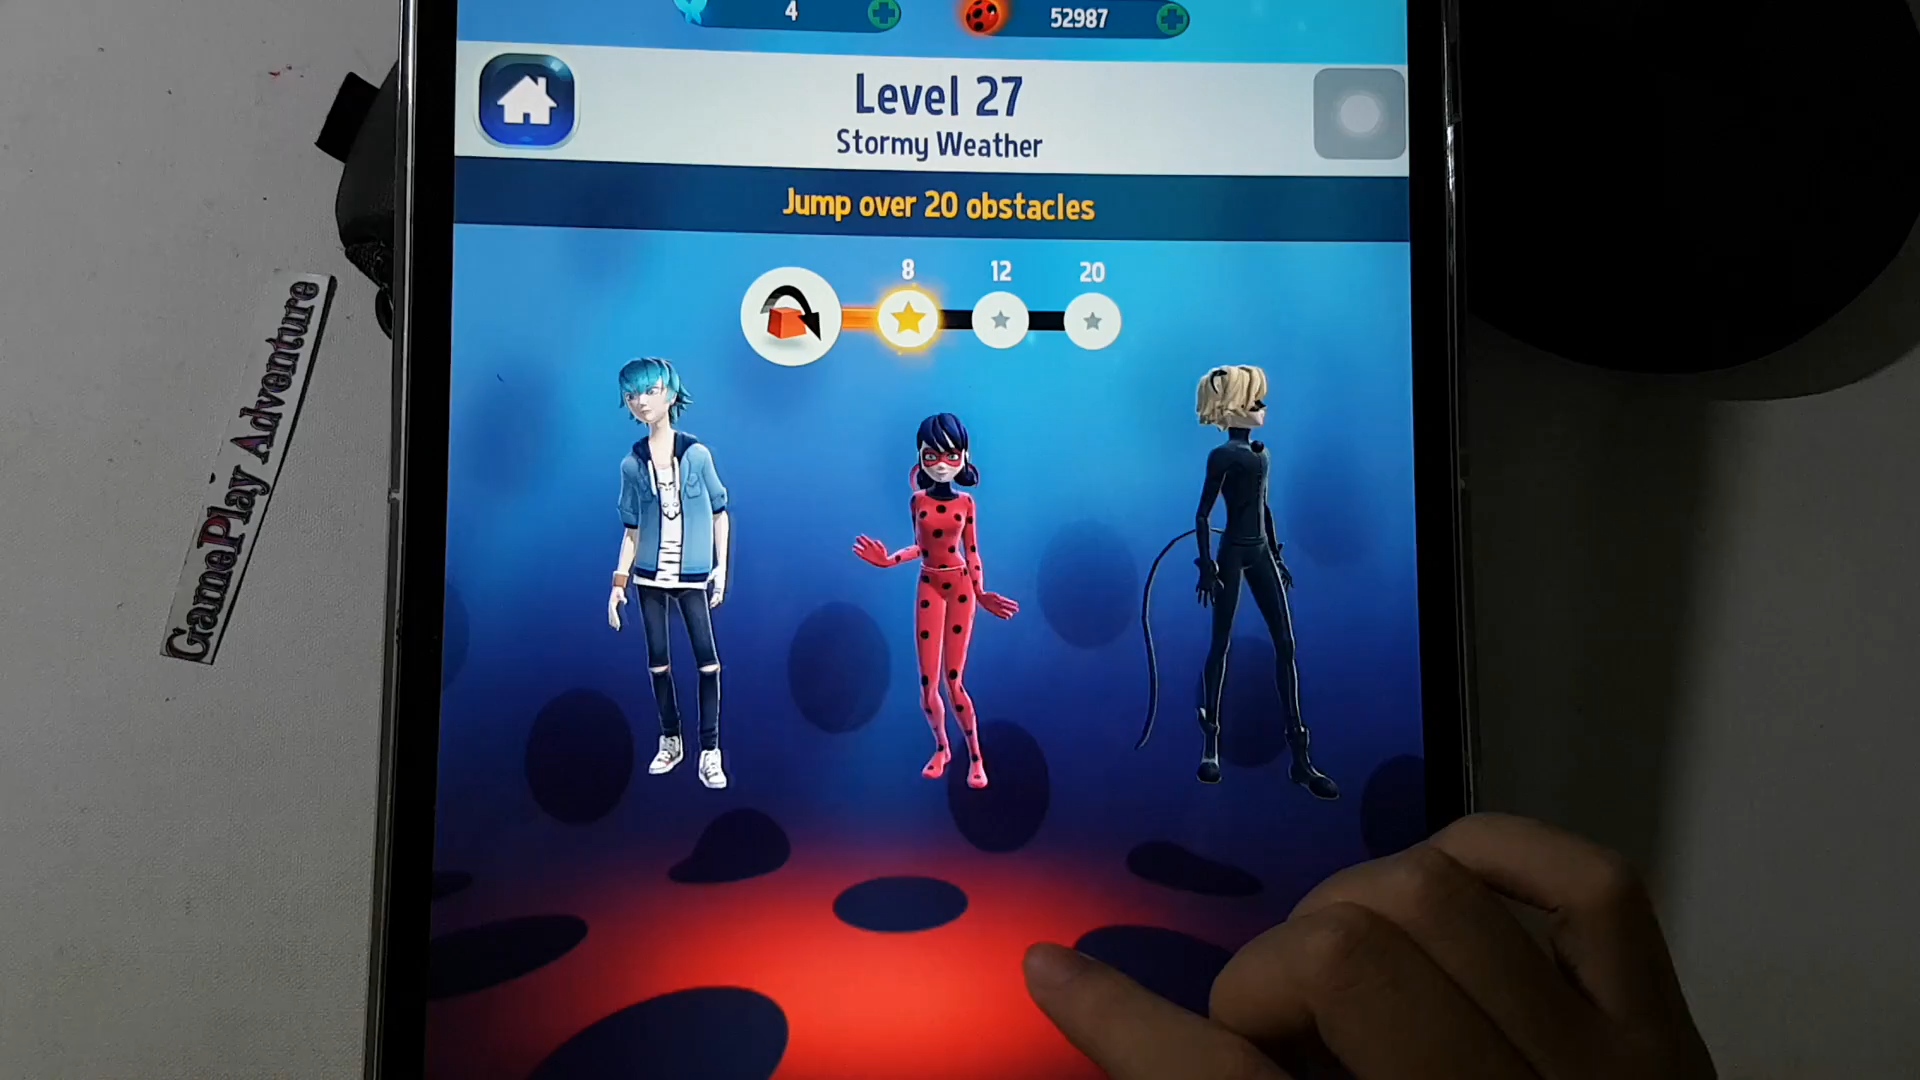 4
52987
Level 27
Stormy Weather
Jump over 20 obstacles
8
12
20
GamePlay Adventure